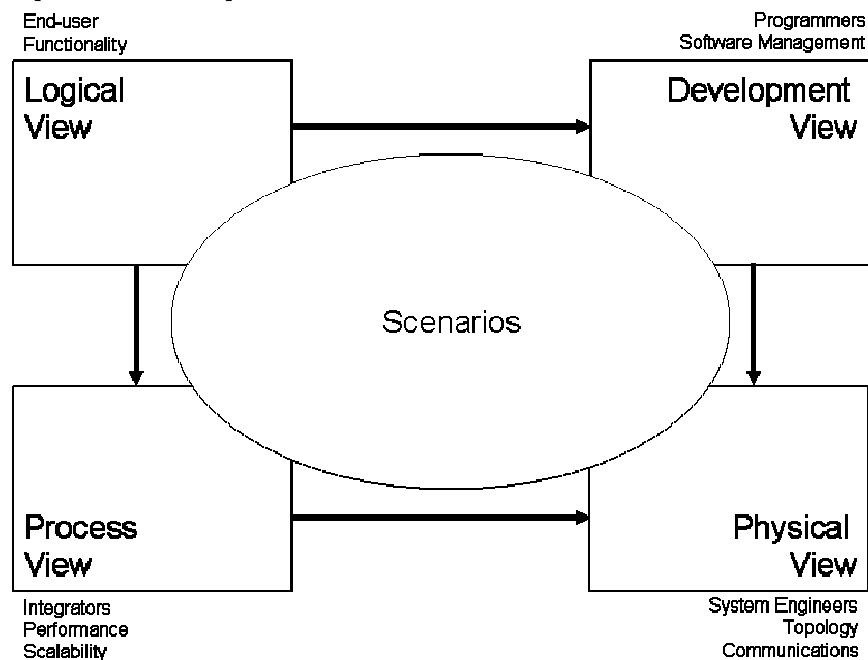 End-user
Functionality
Programmers
Software Management
Logical
View
Development
View
Scenarios
Process
View
Physical
View
Integrators
Performance
Scalability
System Engineers
Topology
Communications